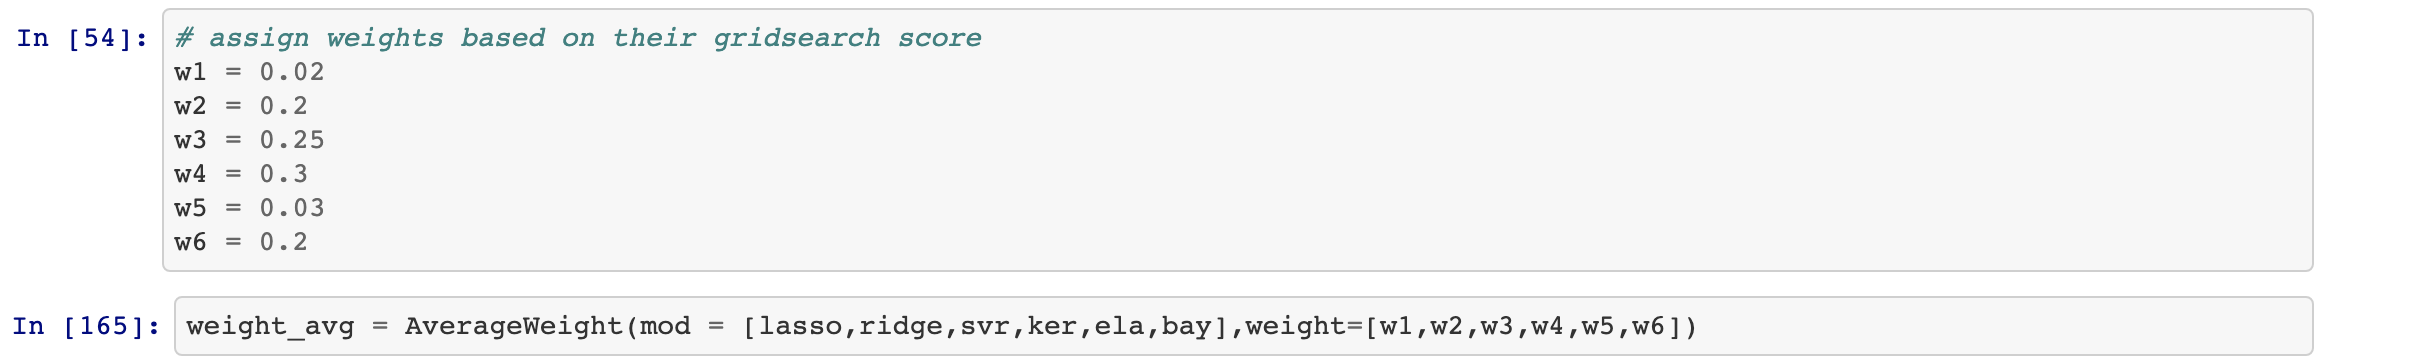 In [54]: # assign weights based on their gridsearch score
w1 = 0.02
w2 = 0.2
w3 = 0.25
w4 = 0.3
w5 = 0.03
w6 = 0.2
In [165]: weight_avg = AverageWeight(mod = [lasso,ridge,svr,ker,ela,bay],weight=[w1,w2,w3,w4,w5,w6])